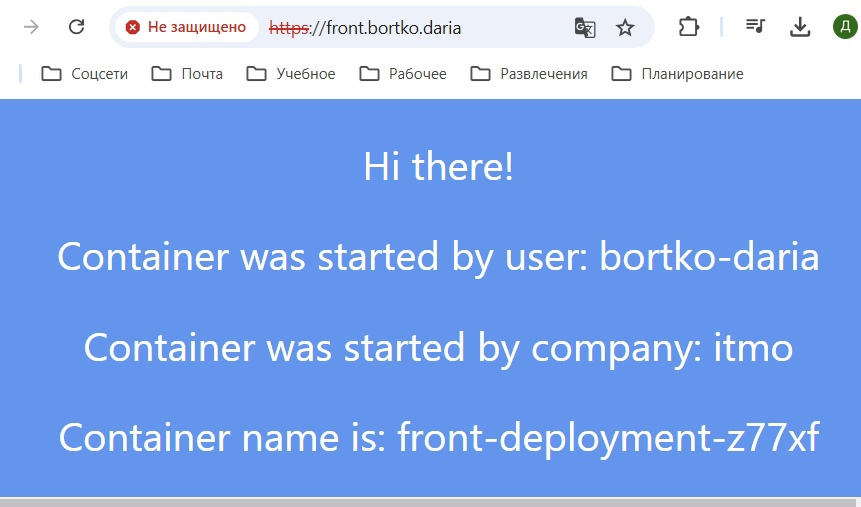 Не защищено https://front.bortko.daria Д
Соцсети Почта Учебное Рабочее Развлечения Планирование
Hi there!
Container was started by user: bortko-daria
Container was started by company: itmo
Container name is: front-deployment-z77xf